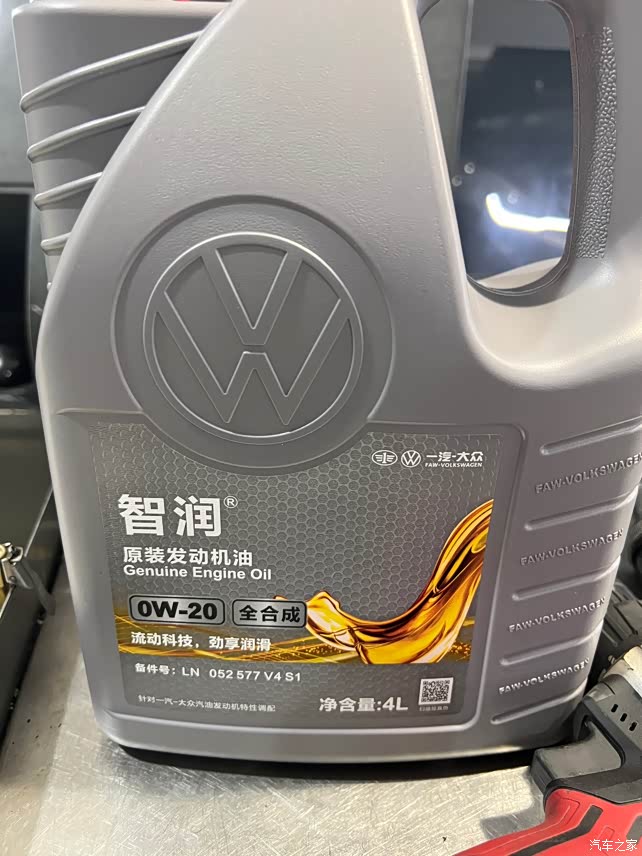 一汽-大众
FAW-VOLKSWAGEN
智润®
原装发动机油
Genuine Engine Oil
0W-20 全合成
流动科技，劲享润滑
备件号：LN 052 577 V4 S1
针对一汽-大众汽油发动机特性调配
净含量:4L
FAW-VOLKSWAGEN
FAW-VOLKSWAGEN
FAW-VOLKSWAGEN
FAW-VOLKSWAGEN
汽车之家